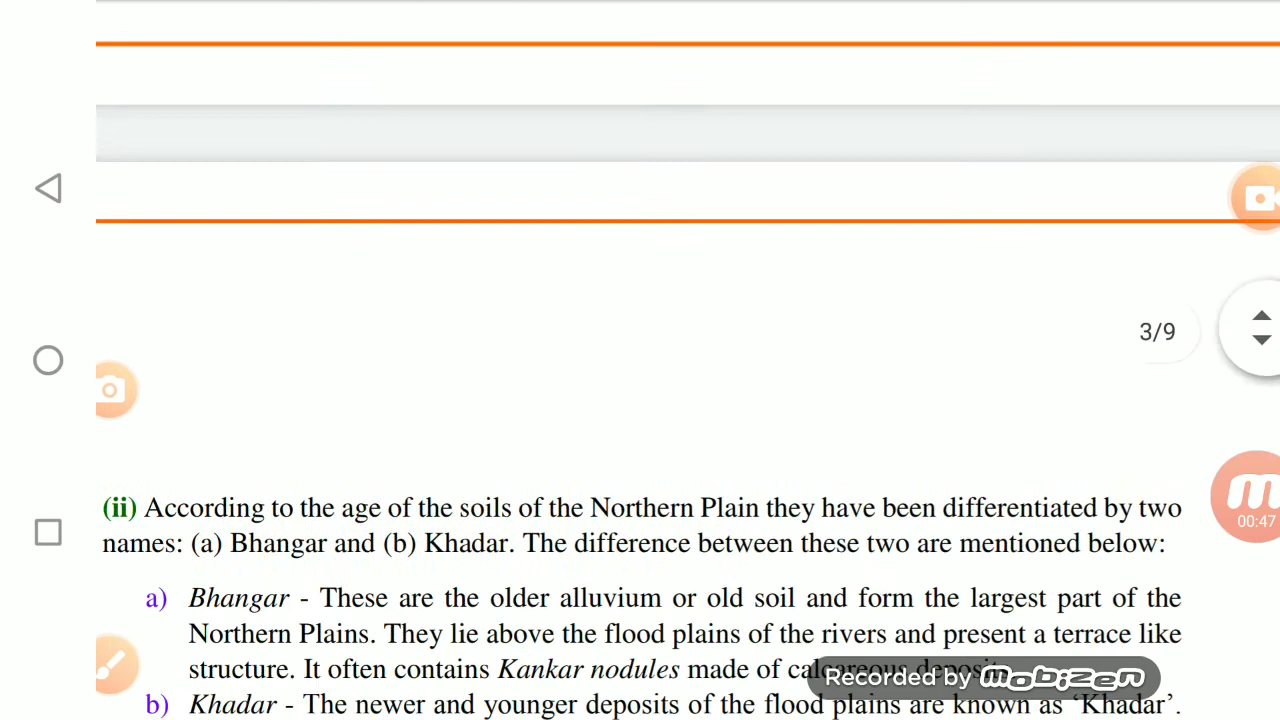 3/9
(ii) According to the age of the soils of the Northern Plain they have been differentiated by two
names: (a) Bhangar and (b) Khadar. The difference between these two are mentioned below:
a) Bhangar - These are the older alluvium or old soil and form the largest part of the
Northern Plains. They lie above the flood plains of the rivers and present a terrace like
structure. It often contains Kankar nodules made of calcareous deposits.
Recorded by mobizen
b) Khadar - The newer and younger deposits of the flood plains are known as ‘Khadar’.
00:47